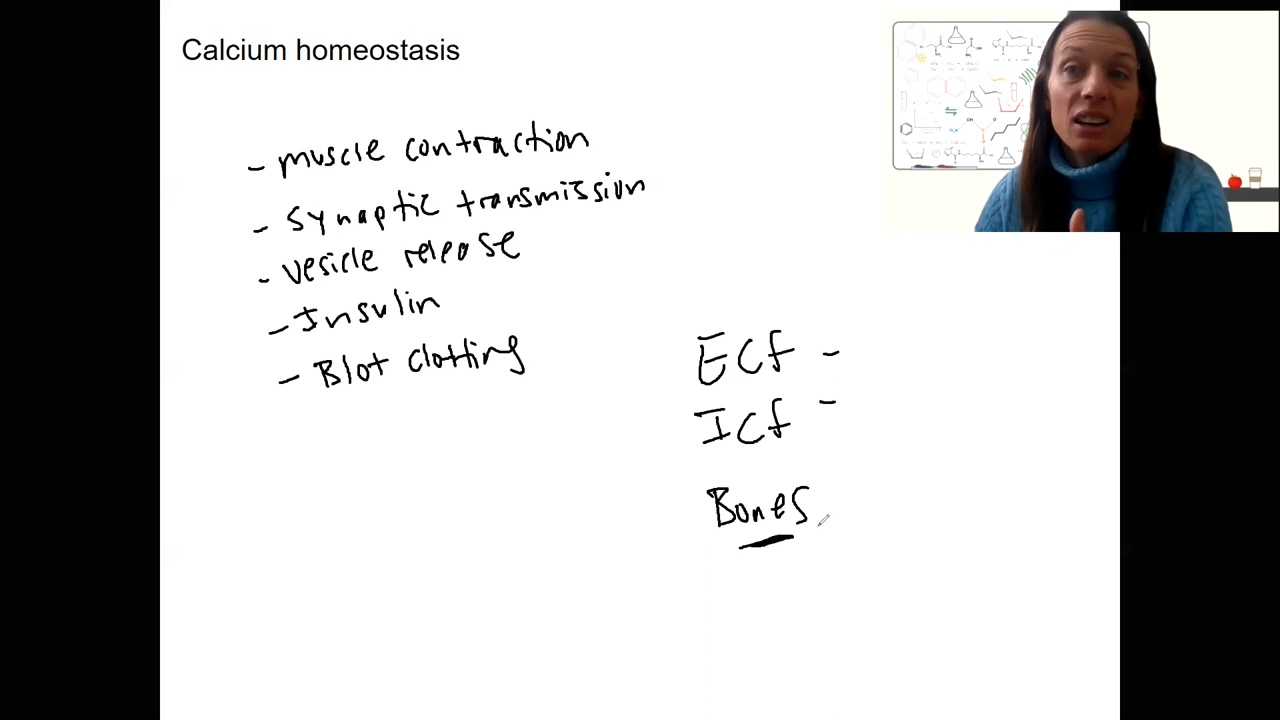 Calcium homeostasis
- muscle contraction
- Synaptic transmission
- vesicle release
- Insulin
- Blot clotting
ECf -
ICf -
Bones